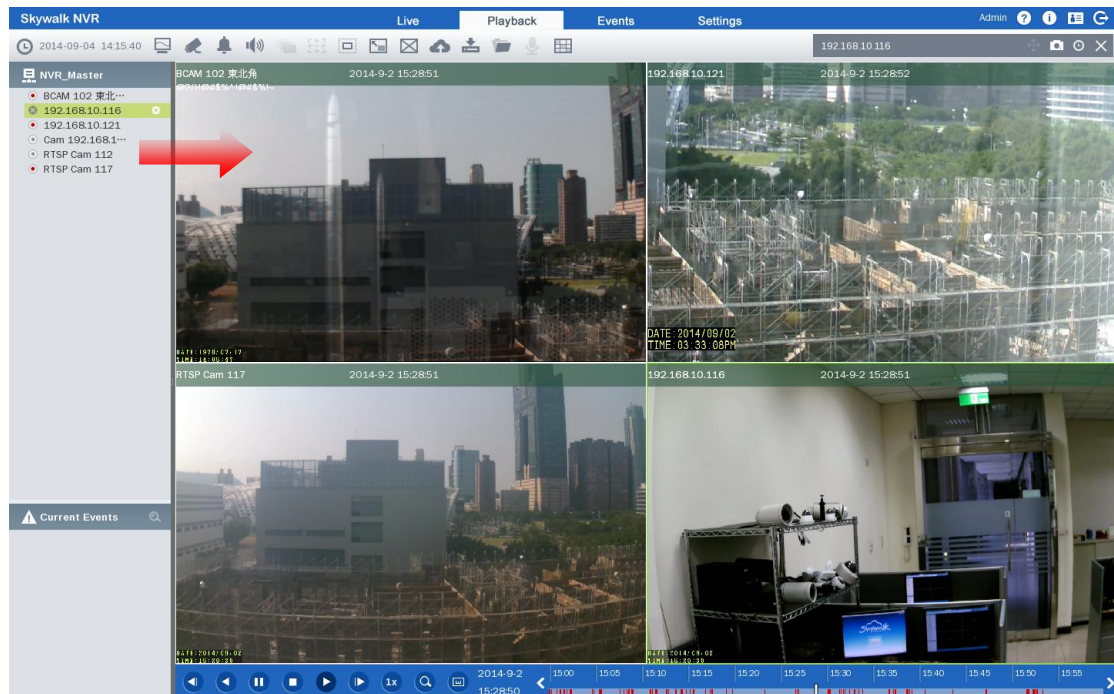 Skywalk NVR
Live
Playback
Events
Settings
Admin
2014-09-04 14:15:40
192.168.10.116
NVR_Master
BCAM 102 東北…
192.168.10.116
192.168.10.121
Cam 192.168.1…
RTSP Cam 112
RTSP Cam 117
BCAM 102 東北角
2014-9-2 15:28:51
192.168.10.121
2014-9-2 15:28:52
DATE:2014/09/02
TIME:03:33:08PM
RTSP Cam 117
2014-9-2 15:28:51
192.168.10.116
2014-9-2 15:28:51
Skywalk
Current Events
1x
2014-9-2
15:28:50
15:00
15:05
15:10
15:15
15:20
15:25
15:30
15:35
15:40
15:45
15:50
15:55